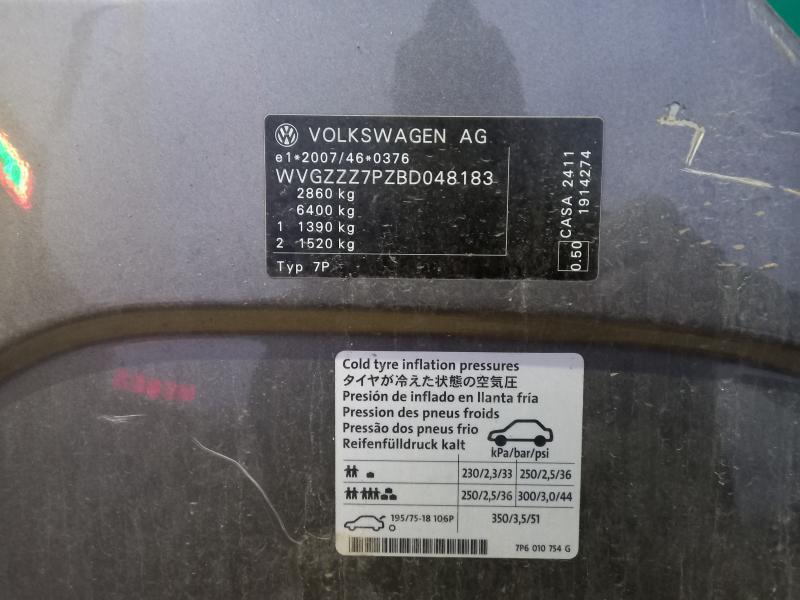 VOLKSWAGEN AG
e1*2007/46*0376
WVGZZZ7PZBD048183
2860 kg
6400 kg
1 1390 kg
2 1520 kg
Typ 7P
0.50 CASA 2411
1914274
Cold tyre inflation pressures
タイヤが冷えた状態の空気圧
Presión de inflado en llanta fría
Pression des pneus froids
Pressão dos pneus frio
Reifenfülldruck kalt
kPa/bar/psi
230/2,3/33 250/2,5/36
250/2,5/36 300/3,0/44
195/75-18 106P 350/3,5/51
7P6 010 754 G